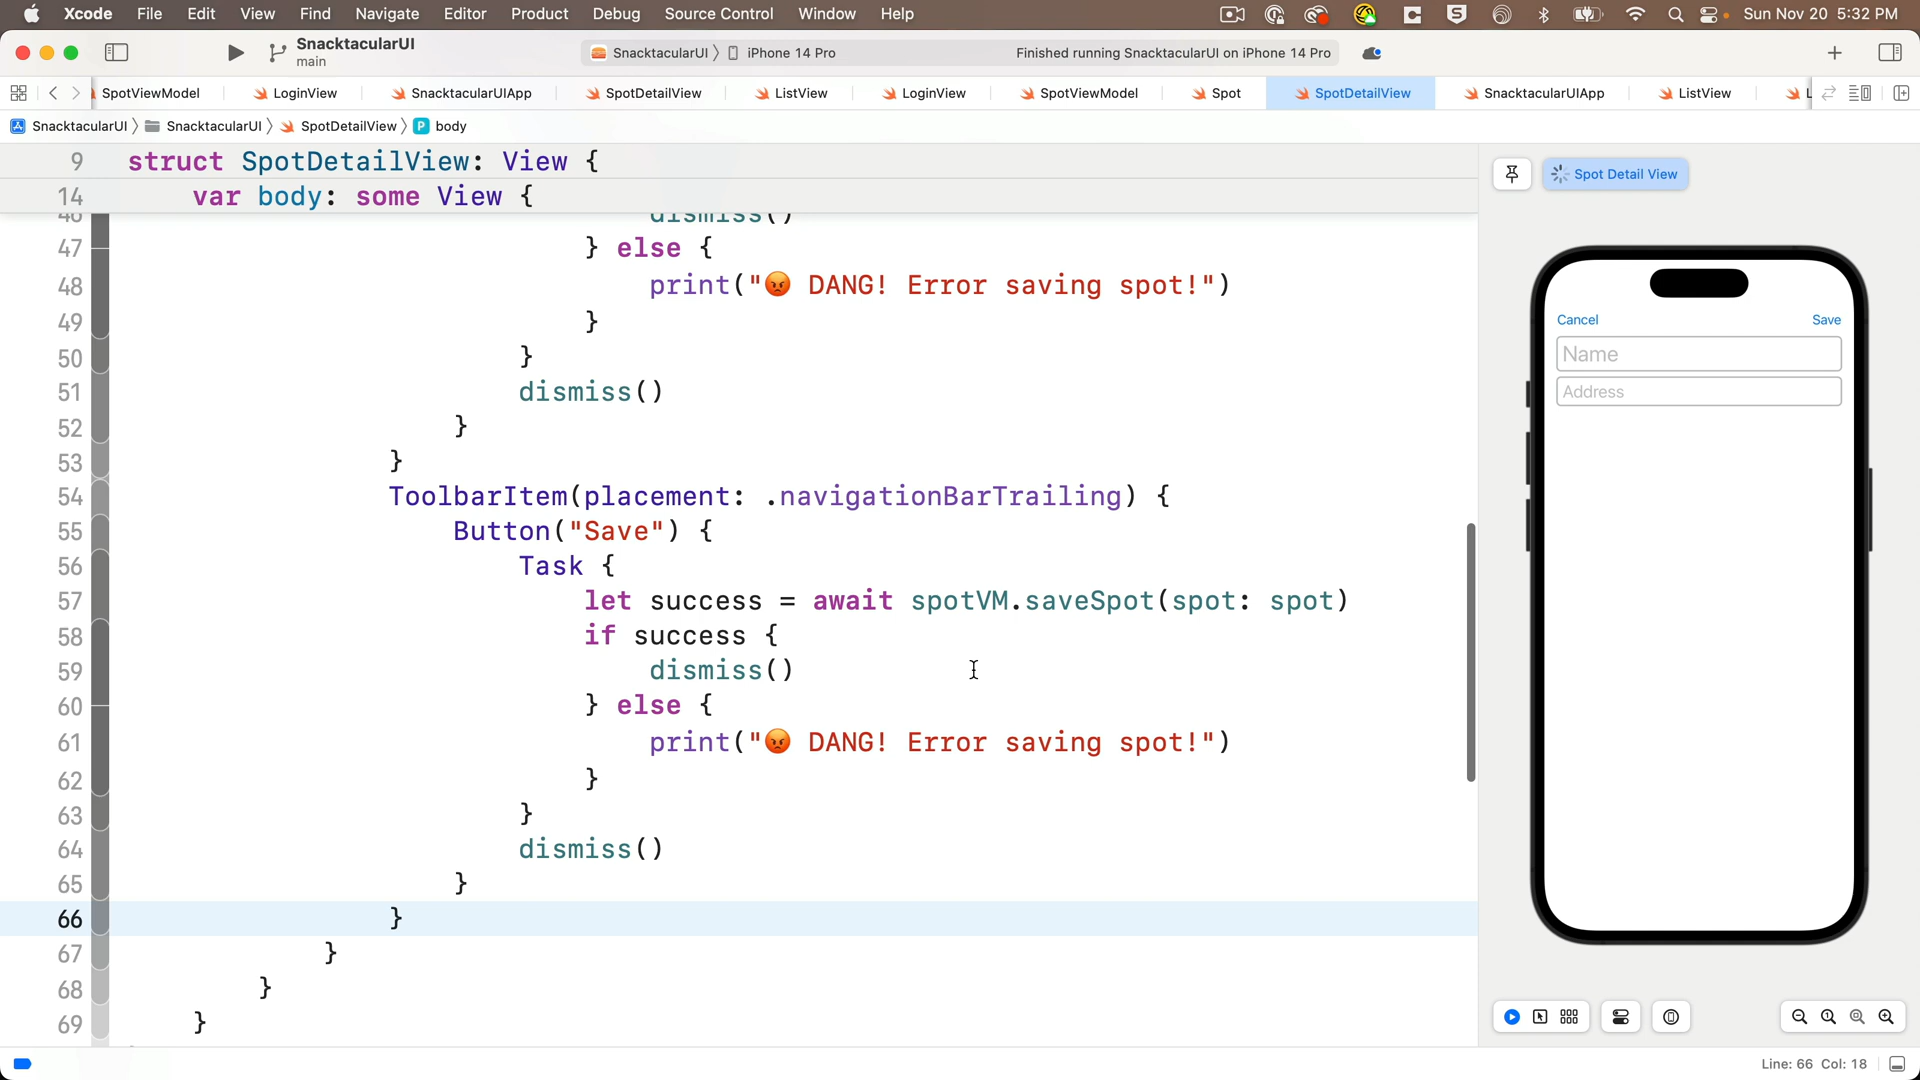 Xcode File Edit View Find Navigate Editor Product Debug Source Control Window Help Sun Nov 20 5:32 PM
SnacktacularUI
main
SnacktacularUI iPhone 14 Pro Finished running SnacktacularUI on iPhone 14 Pro
SpotViewModel LoginView SnacktacularUIApp SpotDetailView ListView LoginView SpotViewModel Spot SpotDetailView SnacktacularUIApp ListView L
SnacktacularUI SnacktacularUI SpotDetailView P body
9 struct SpotDetailView: View {
14 var body: some View {
46 dismiss()
47 } else {
48 print("😡 DANG! Error saving spot!")
49 }
50 }
51 dismiss()
52 }
53 }
54 ToolbarItem(placement: .navigationBarTrailing) {
55 Button("Save") {
56 Task {
57 let success = await spotVM.saveSpot(spot: spot)
58 if success {
59 dismiss()
60 } else {
61 print("😡 DANG! Error saving spot!")
62 }
63 }
64 dismiss()
65 }
66 }
67 }
68 }
69 }
Spot Detail View
Cancel Save
Name
Address
Line: 66 Col: 18